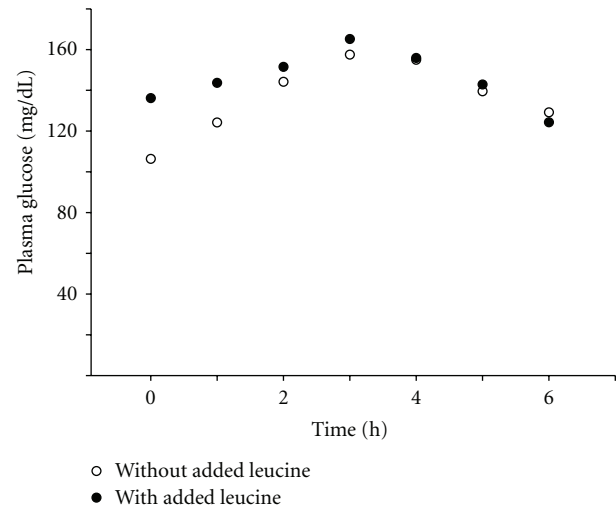 160
120
80
40
Plasma glucose (mg/dL)
0 2 4 6
Time (h)
Without added leucine
With added leucine